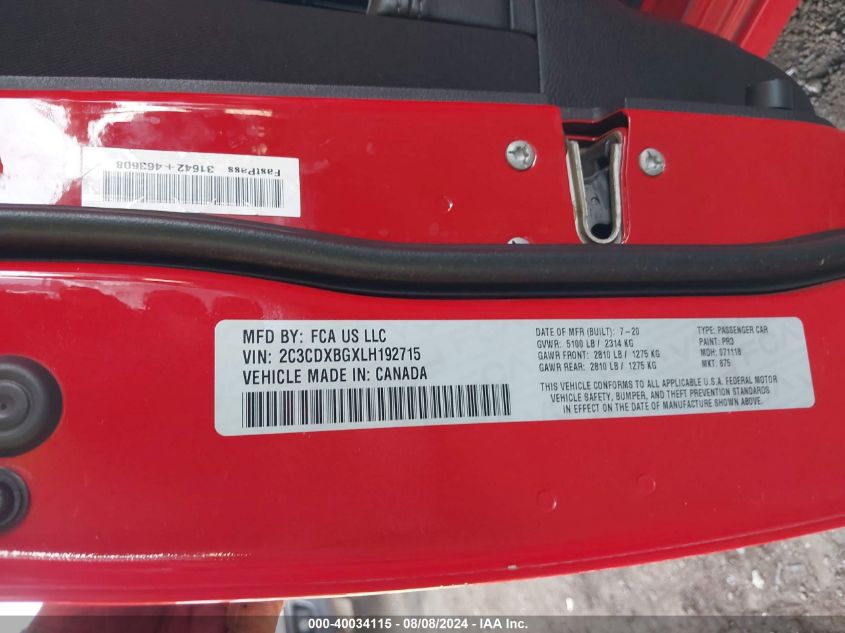 FastPass 31642+463608
MFD BY: FCA US LLC
VIN: 2C3CDXBGXLH192715
VEHICLE MADE IN: CANADA
DATE OF MFR (BUILT): 7-20
GVWR: 5100 LB / 2314 KG
GAWR FRONT: 2810 LB / 1275 KG
GAWR REAR: 2810 LB / 1275 KG
TYPE: PASSENGER CAR
PAINT: PR3
MDH: 071118
MKT: 875
THIS VEHICLE CONFORMS TO ALL APPLICABLE U.S.A. FEDERAL MOTOR
VEHICLE SAFETY, BUMPER, AND THEFT PREVENTION STANDARDS
IN EFFECT ON THE DATE OF MANUFACTURE SHOWN ABOVE.
000-40034115 - 08/08/2024 - IAA Inc.